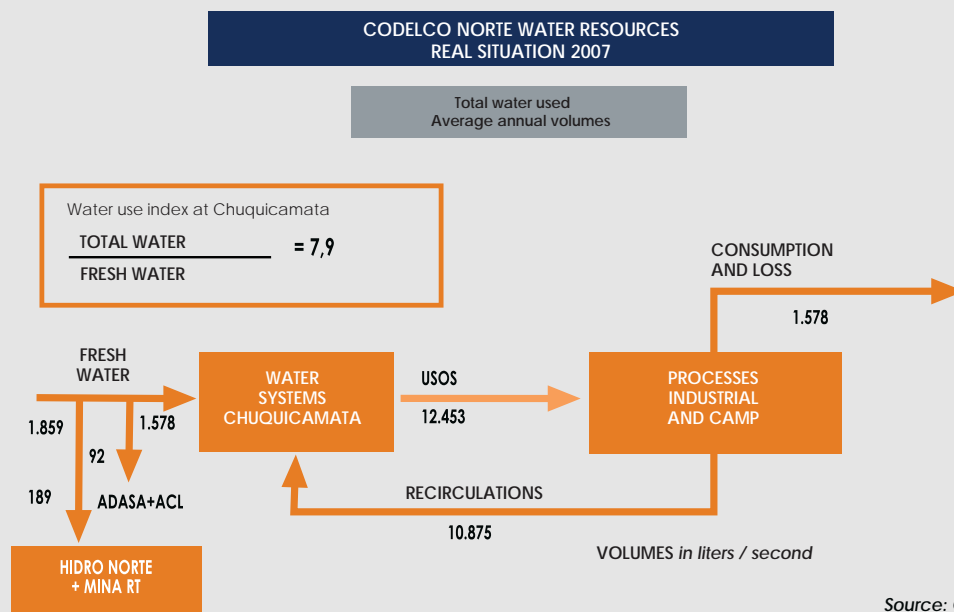 CODELCO NORTE WATER RESOURCES
REAL SITUATION 2007
Total water used
Average annual volumes
Water use index at Chuquicamata
TOTAL WATER
= 7,9
FRESH WATER
CONSUMPTION
AND LOSS
1.578
FRESH
WATER
WATER
SYSTEMS
CHUQUICAMATA
USOS
12.453
PROCESSES
INDUSTRIAL
AND CAMP
1.859
1.578
92
189
ADASA+ACL
RECIRCULATIONS
10.875
HIDRO NORTE
+ MINA RT
VOLUMES in liters / second
Source: